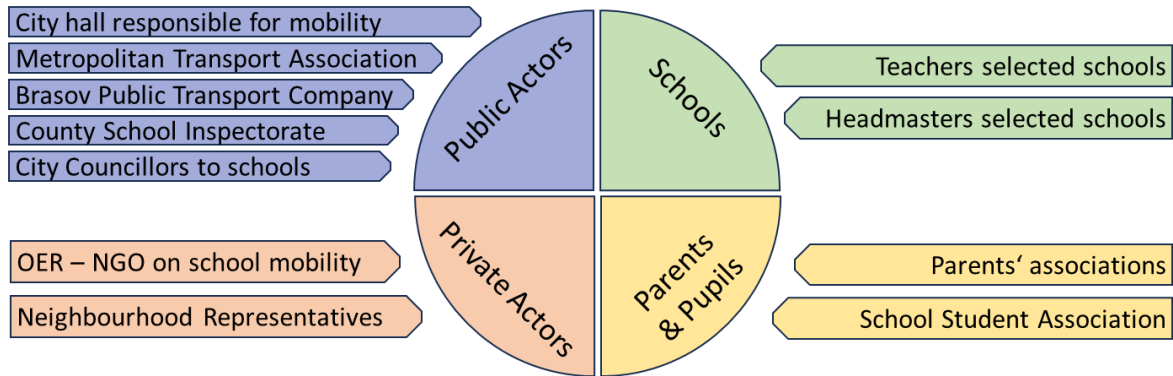 City hall responsible for mobility
Metropolitan Transport Association
Brasov Public Transport Company
County School Inspectorate
City Councillors to schools
Public Actors
Schools
Teachers selected schools
Headmasters selected schools
OER – NGO on school mobility
Neighbourhood Representatives
Private Actors
Parents
& Pupils
Parents‘ associations
School Student Association